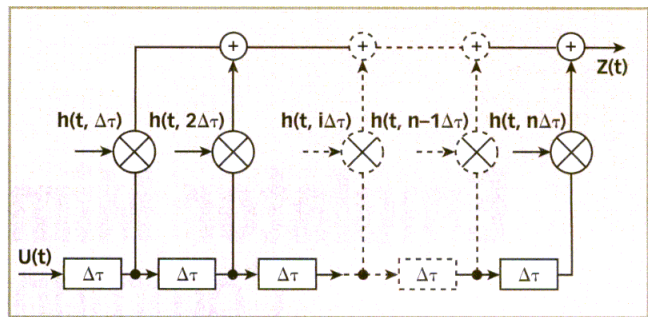 + + + +
Z(t)
h(t, Δτ) h(t, 2Δτ) h(t, iΔτ) h(t, n–1Δτ) h(t, nΔτ)
U(t)
Δτ Δτ Δτ Δτ Δτ